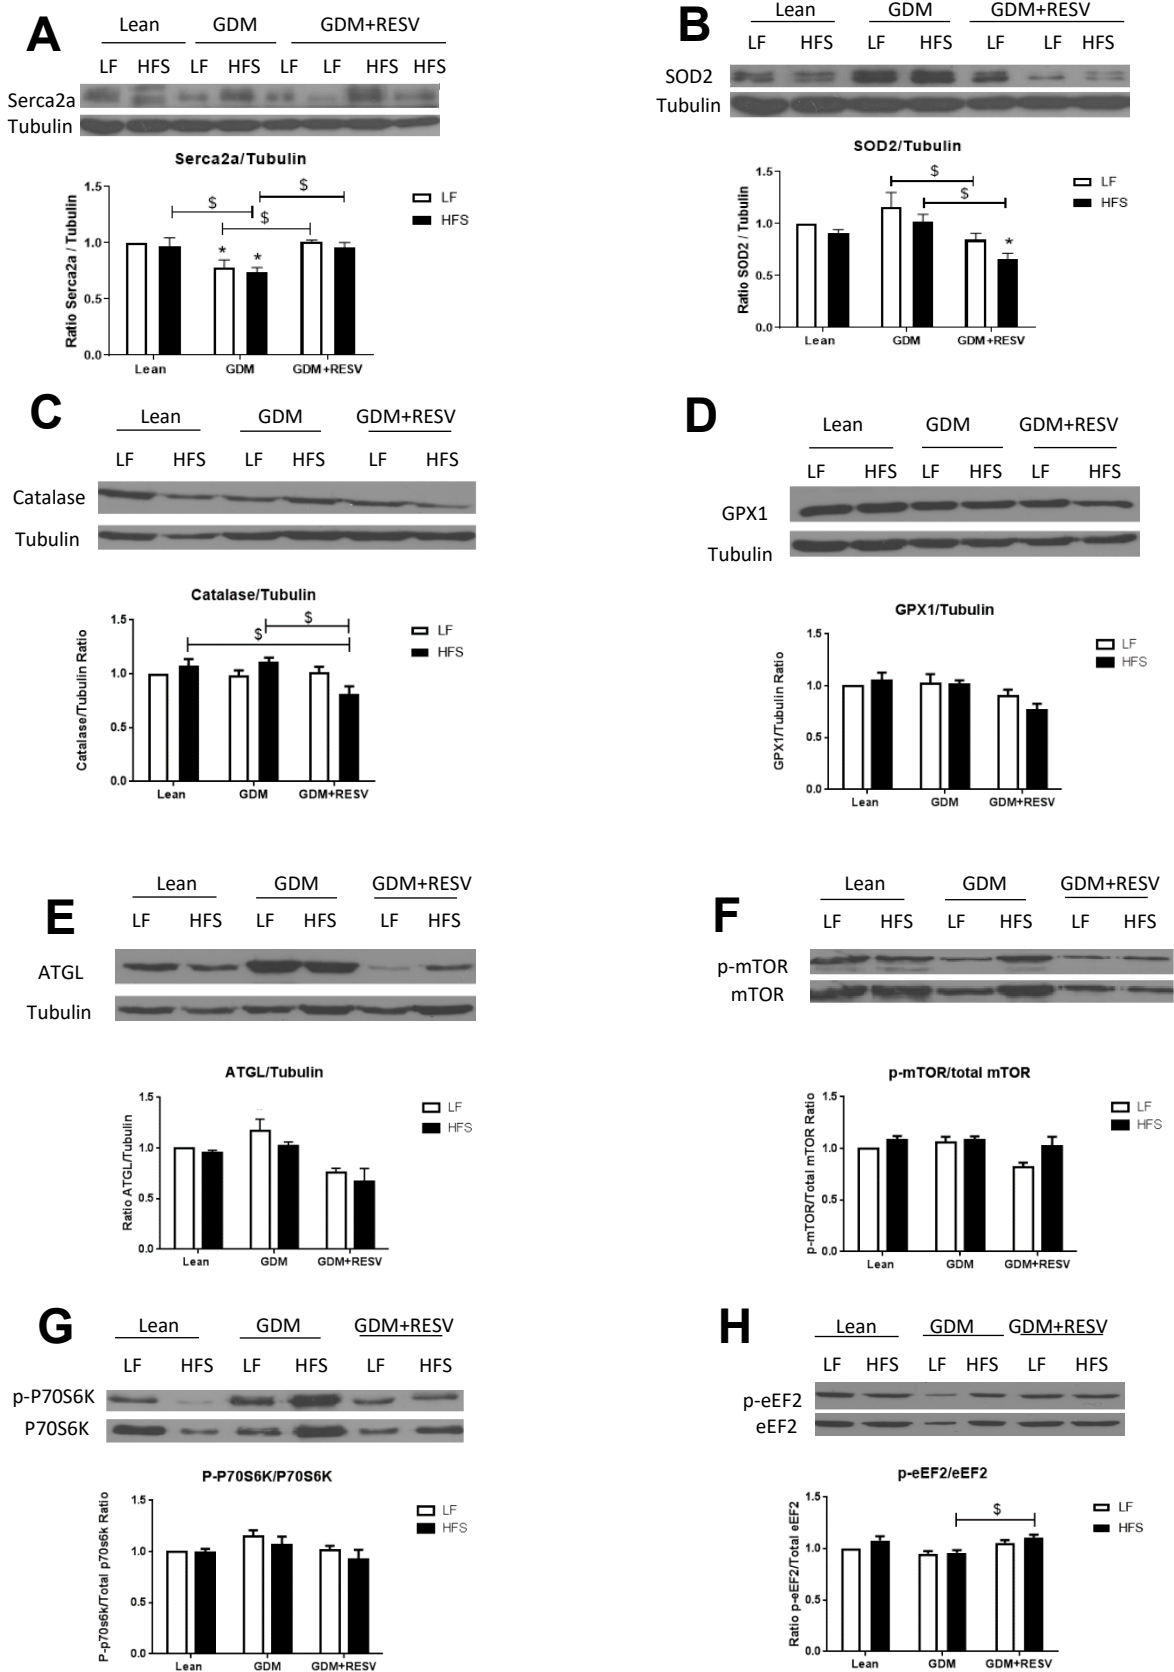 A
Lean GDM GDM+RESV
LF HFS LF HFS LF LF HFS HFS
Serca2a
Tubulin
Serca2a/Tubulin
Ratio Serca2a / Tubulin
1.5
1.0
0.5
0.0
$
$
$
* *
LF
HFS
Lean GDM GDM+RESV
B
Lean GDM GDM+RESV
LF HFS LF HFS LF LF HFS
SOD2
Tubulin
SOD2/Tubulin
Ratio SOD2 / Tubulin
1.5
1.0
0.5
0.0
$
$
*
LF
HFS
Lean GDM GDM+RESV
C
Lean GDM GDM+RESV
LF HFS LF HFS LF HFS
Catalase
Tubulin
Catalase/Tubulin
Catalase/Tubulin Ratio
1.5
1.0
0.5
0.0
$
$
LF
HFS
Lean GDM GDM+RESV
D
Lean GDM GDM+RESV
LF HFS LF HFS LF HFS
GPX1
Tubulin
GPX1/Tubulin
GPX1/Tubulin Ratio
1.5
1.0
0.5
0.0
LF
HFS
Lean GDM GDM+RESV
E
Lean GDM GDM+RESV
LF HFS LF HFS LF HFS
ATGL
Tubulin
ATGL/Tubulin
Ratio ATGL/Tubulin
1.5
1.0
0.5
0.0
LF
HFS
Lean GDM GDM+RESV
F
Lean GDM GDM+RESV
LF HFS LF HFS LF HFS
p-mTOR
mTOR
p-mTOR/total mTOR
p-mTOR/Total mTOR Ratio
1.5
1.0
0.5
0.0
LF
HFS
Lean GDM GDM+RESV
G
Lean GDM GDM+RESV
LF HFS LF HFS LF HFS
p-P70S6K
P70S6K
P-P70S6K/P70S6K
P-p70s6k/Total p70s6k Ratio
1.5
1.0
0.5
0.0
LF
HFS
Lean GDM GDM+RESV
H
Lean GDM GDM+RESV
LF HFS LF HFS LF HFS
p-eEF2
eEF2
p-eEF2/eEF2
Ratio p-eEF2/Total eEF2
1.5
1.0
0.5
0.0
$
LF
HFS
Lean GDM GDM+RESV